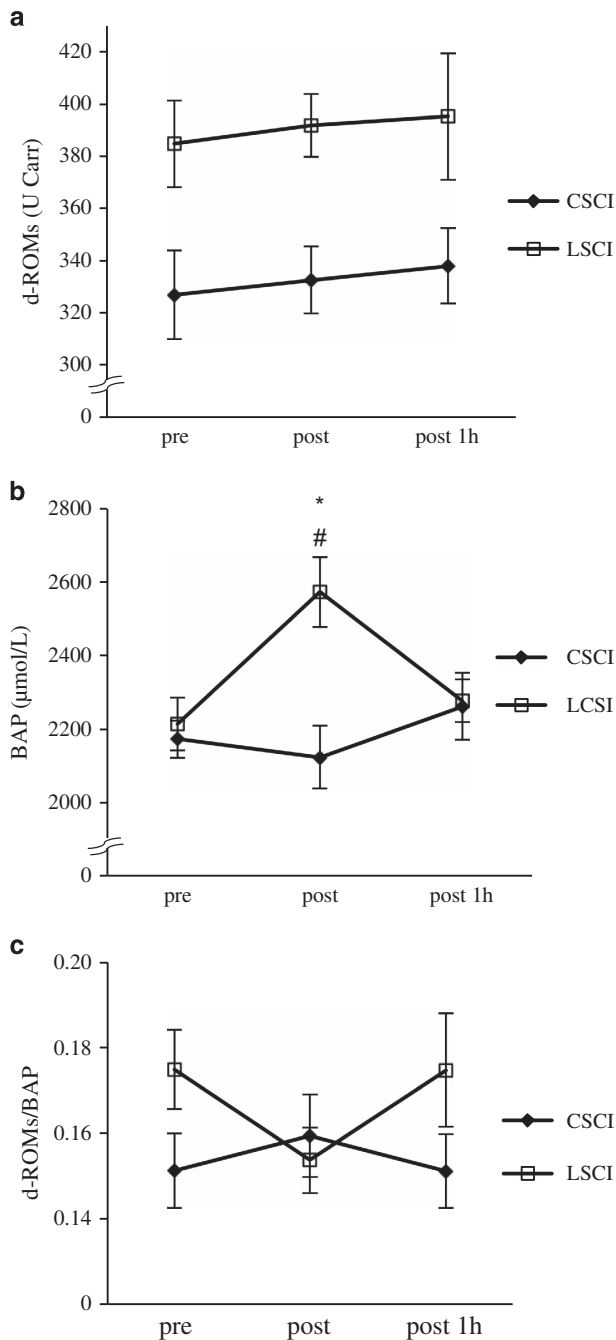 a
420
400
380
360
340
320
300
0
d-ROMs (U Carr)
pre post post 1h
CSCI
LSCI
b
2800
2600
2400
2200
2000
0
BAP (μmol/L)
*
#
pre post post 1h
CSCI
LCSI
c
0.20
0.18
0.16
0.14
0
d-ROMs/BAP
pre post post 1h
CSCI
LSCI